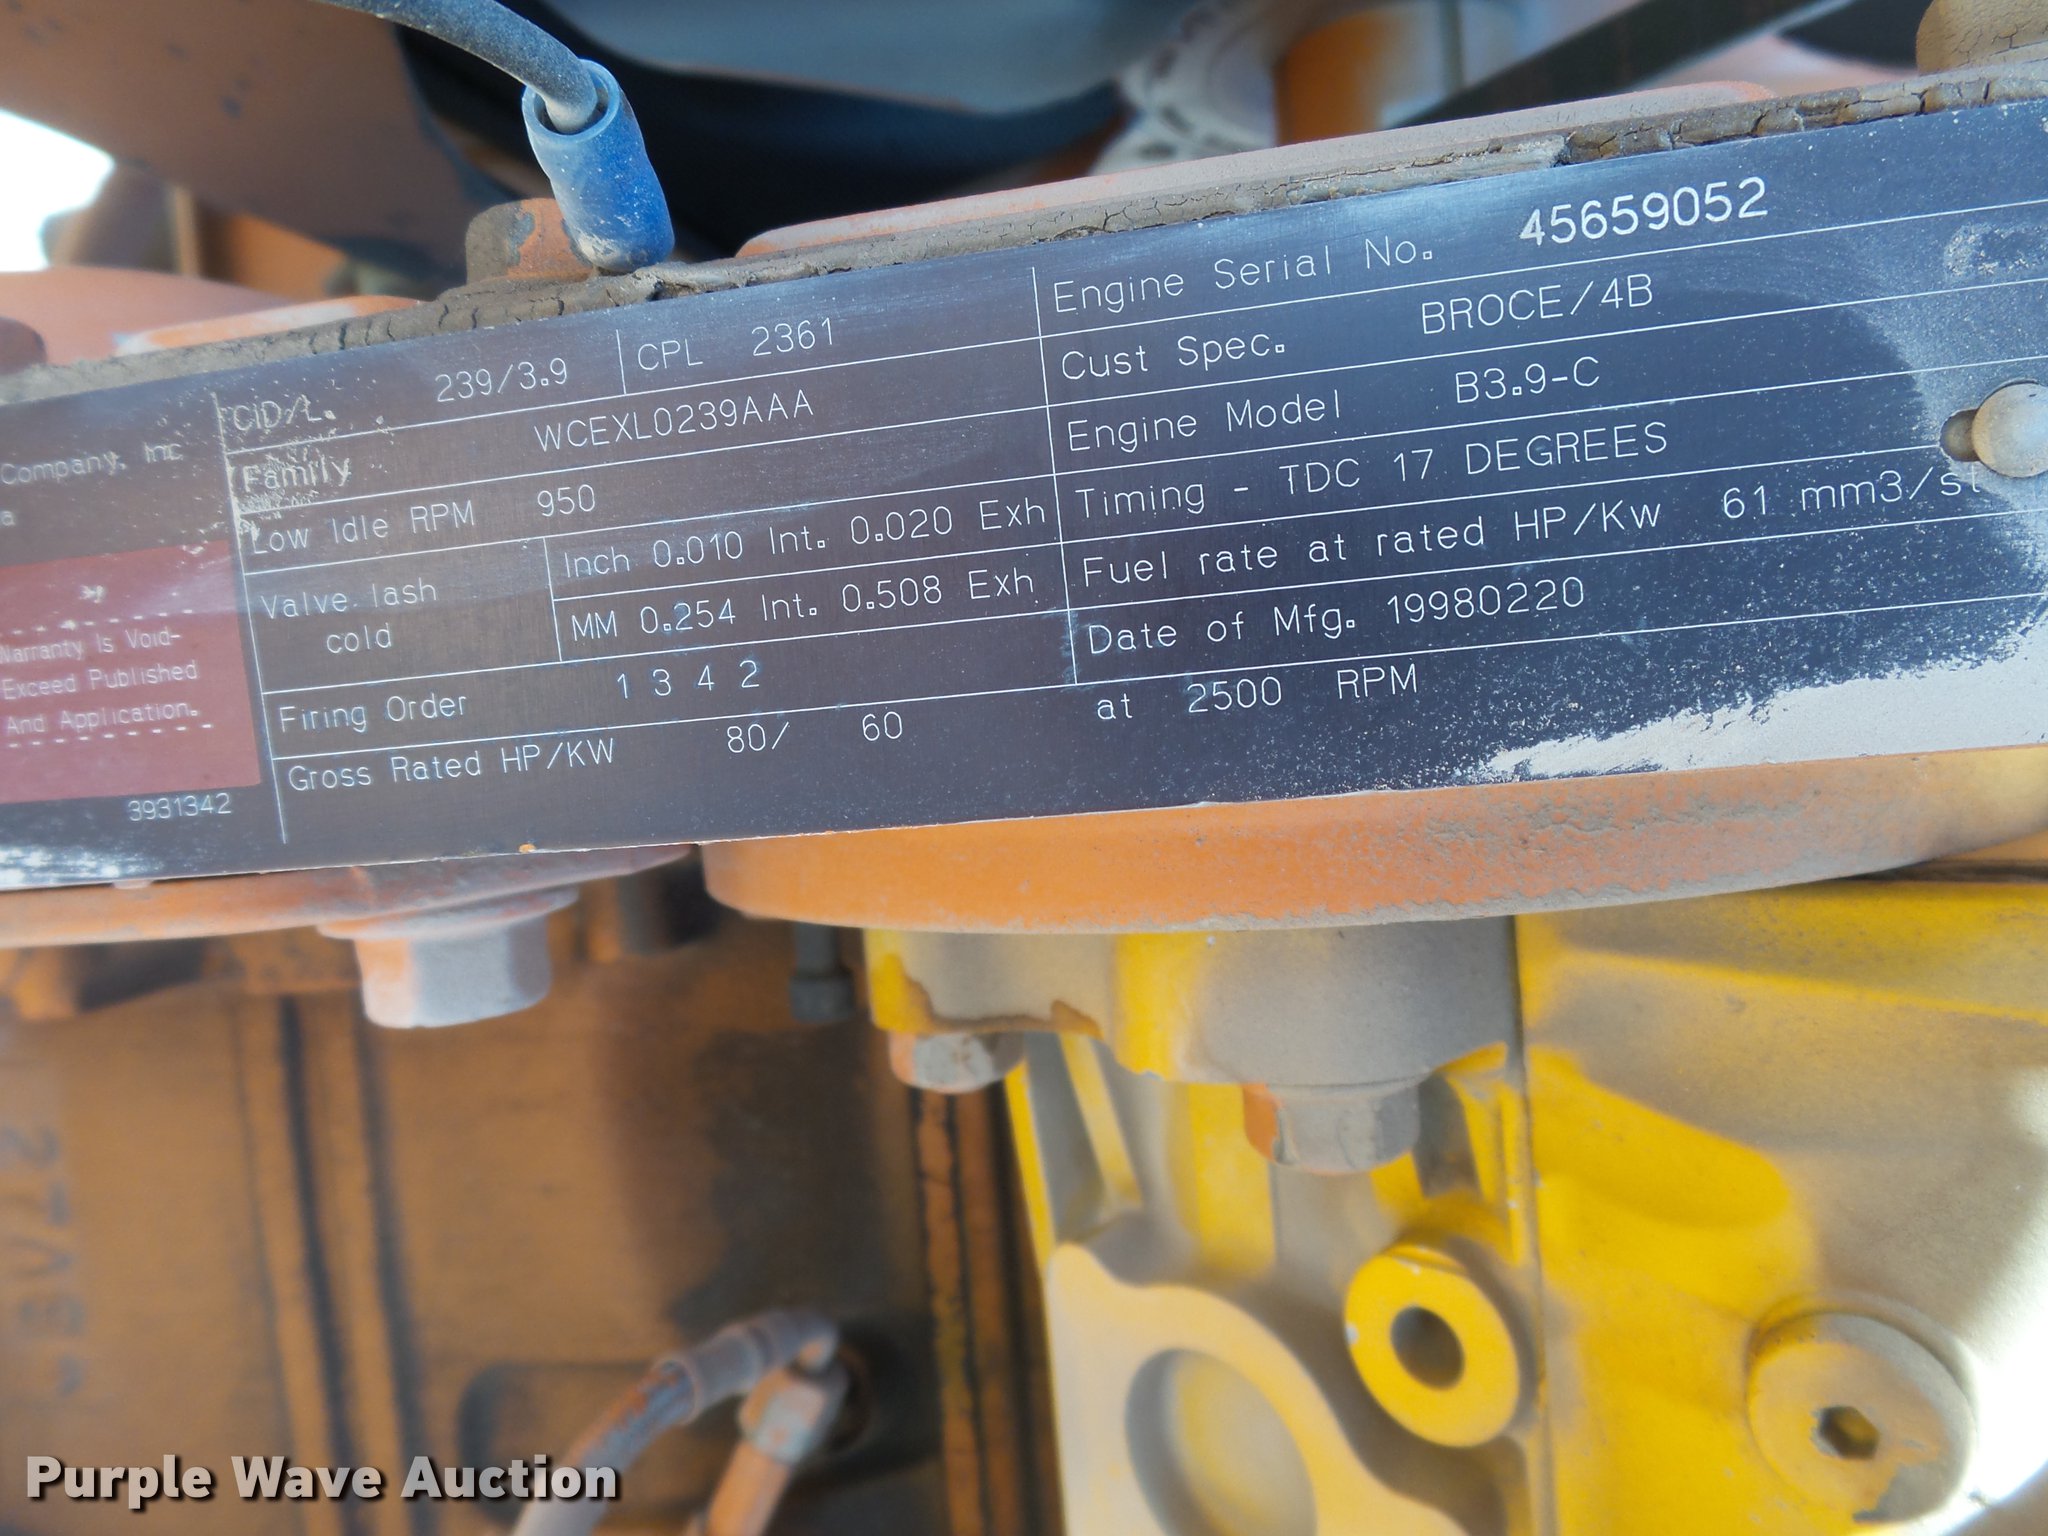 Company, Inc
a
Warranty Is Void-
Exceed Published
And Application.
3931342
CID/L. 239/3.9 CPL 2361
Family WCEXL0239AAA
Low Idle RPM 950
Valve lash cold
Inch 0.010 Int. 0.020 Exh
MM 0.254 Int. 0.508 Exh
Firing Order 1 3 4 2
Gross Rated HP/KW 80/ 60 at 2500 RPM
Engine Serial No. 45659052
Cust Spec. BROCE/4B
Engine Model B3.9-C
Timing - TDC 17 DEGREES
Fuel rate at rated HP/Kw 61 mm3/st
Date of Mfg. 19980220
Purple Wave Auction